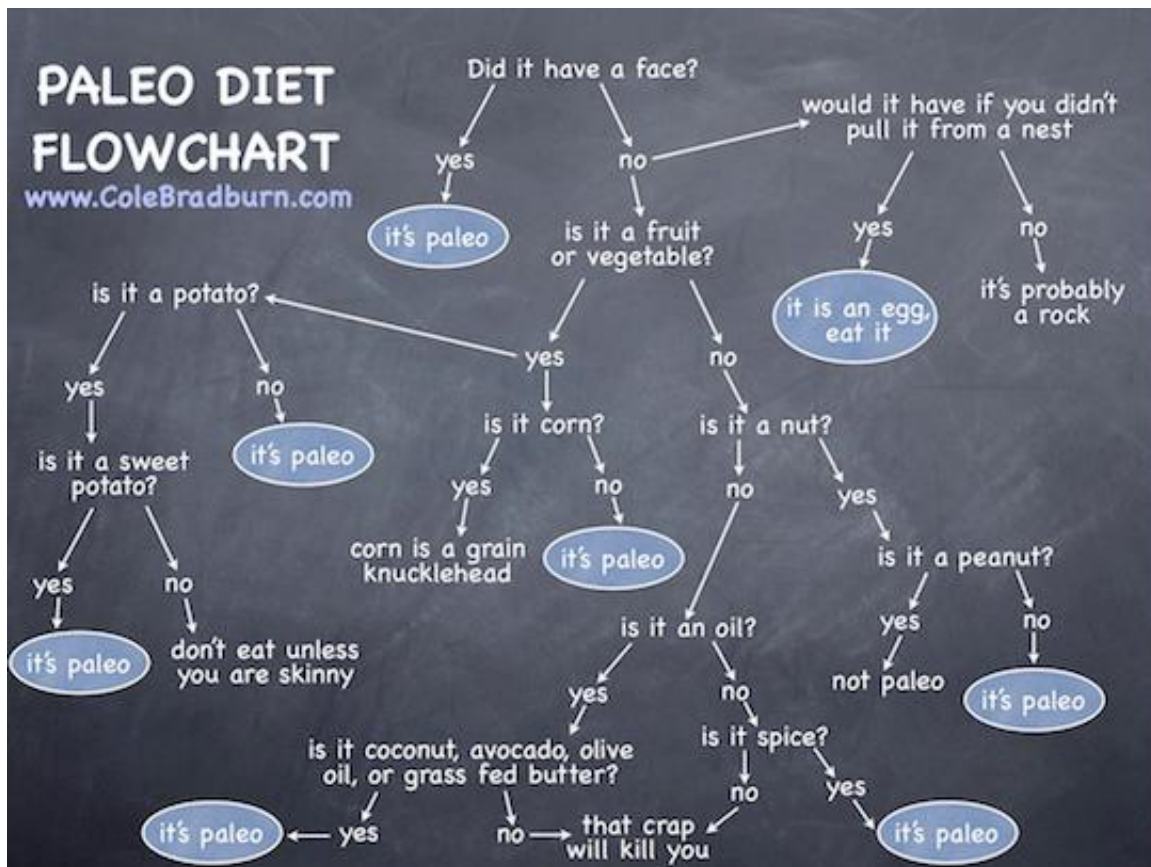 PALEO DIET
FLOWCHART
www.ColeBradburn.com
Did it have a face?
yes
no
it's paleo
would it have if you didn't
pull it from a nest
yes
no
it is an egg,
eat it
it's probably
a rock
is it a fruit
or vegetable?
yes
no
is it a potato?
yes
no
it's paleo
is it a sweet
potato?
yes
no
it's paleo
don't eat unless
you are skinny
is it corn?
yes
no
corn is a grain
knucklehead
it's paleo
is it a nut?
no
yes
is it a peanut?
yes
no
not paleo
it's paleo
is it an oil?
yes
no
is it coconut, avocado, olive
oil, or grass fed butter?
yes
no
it's paleo
is it spice?
no
yes
that crap
will kill you
it's paleo